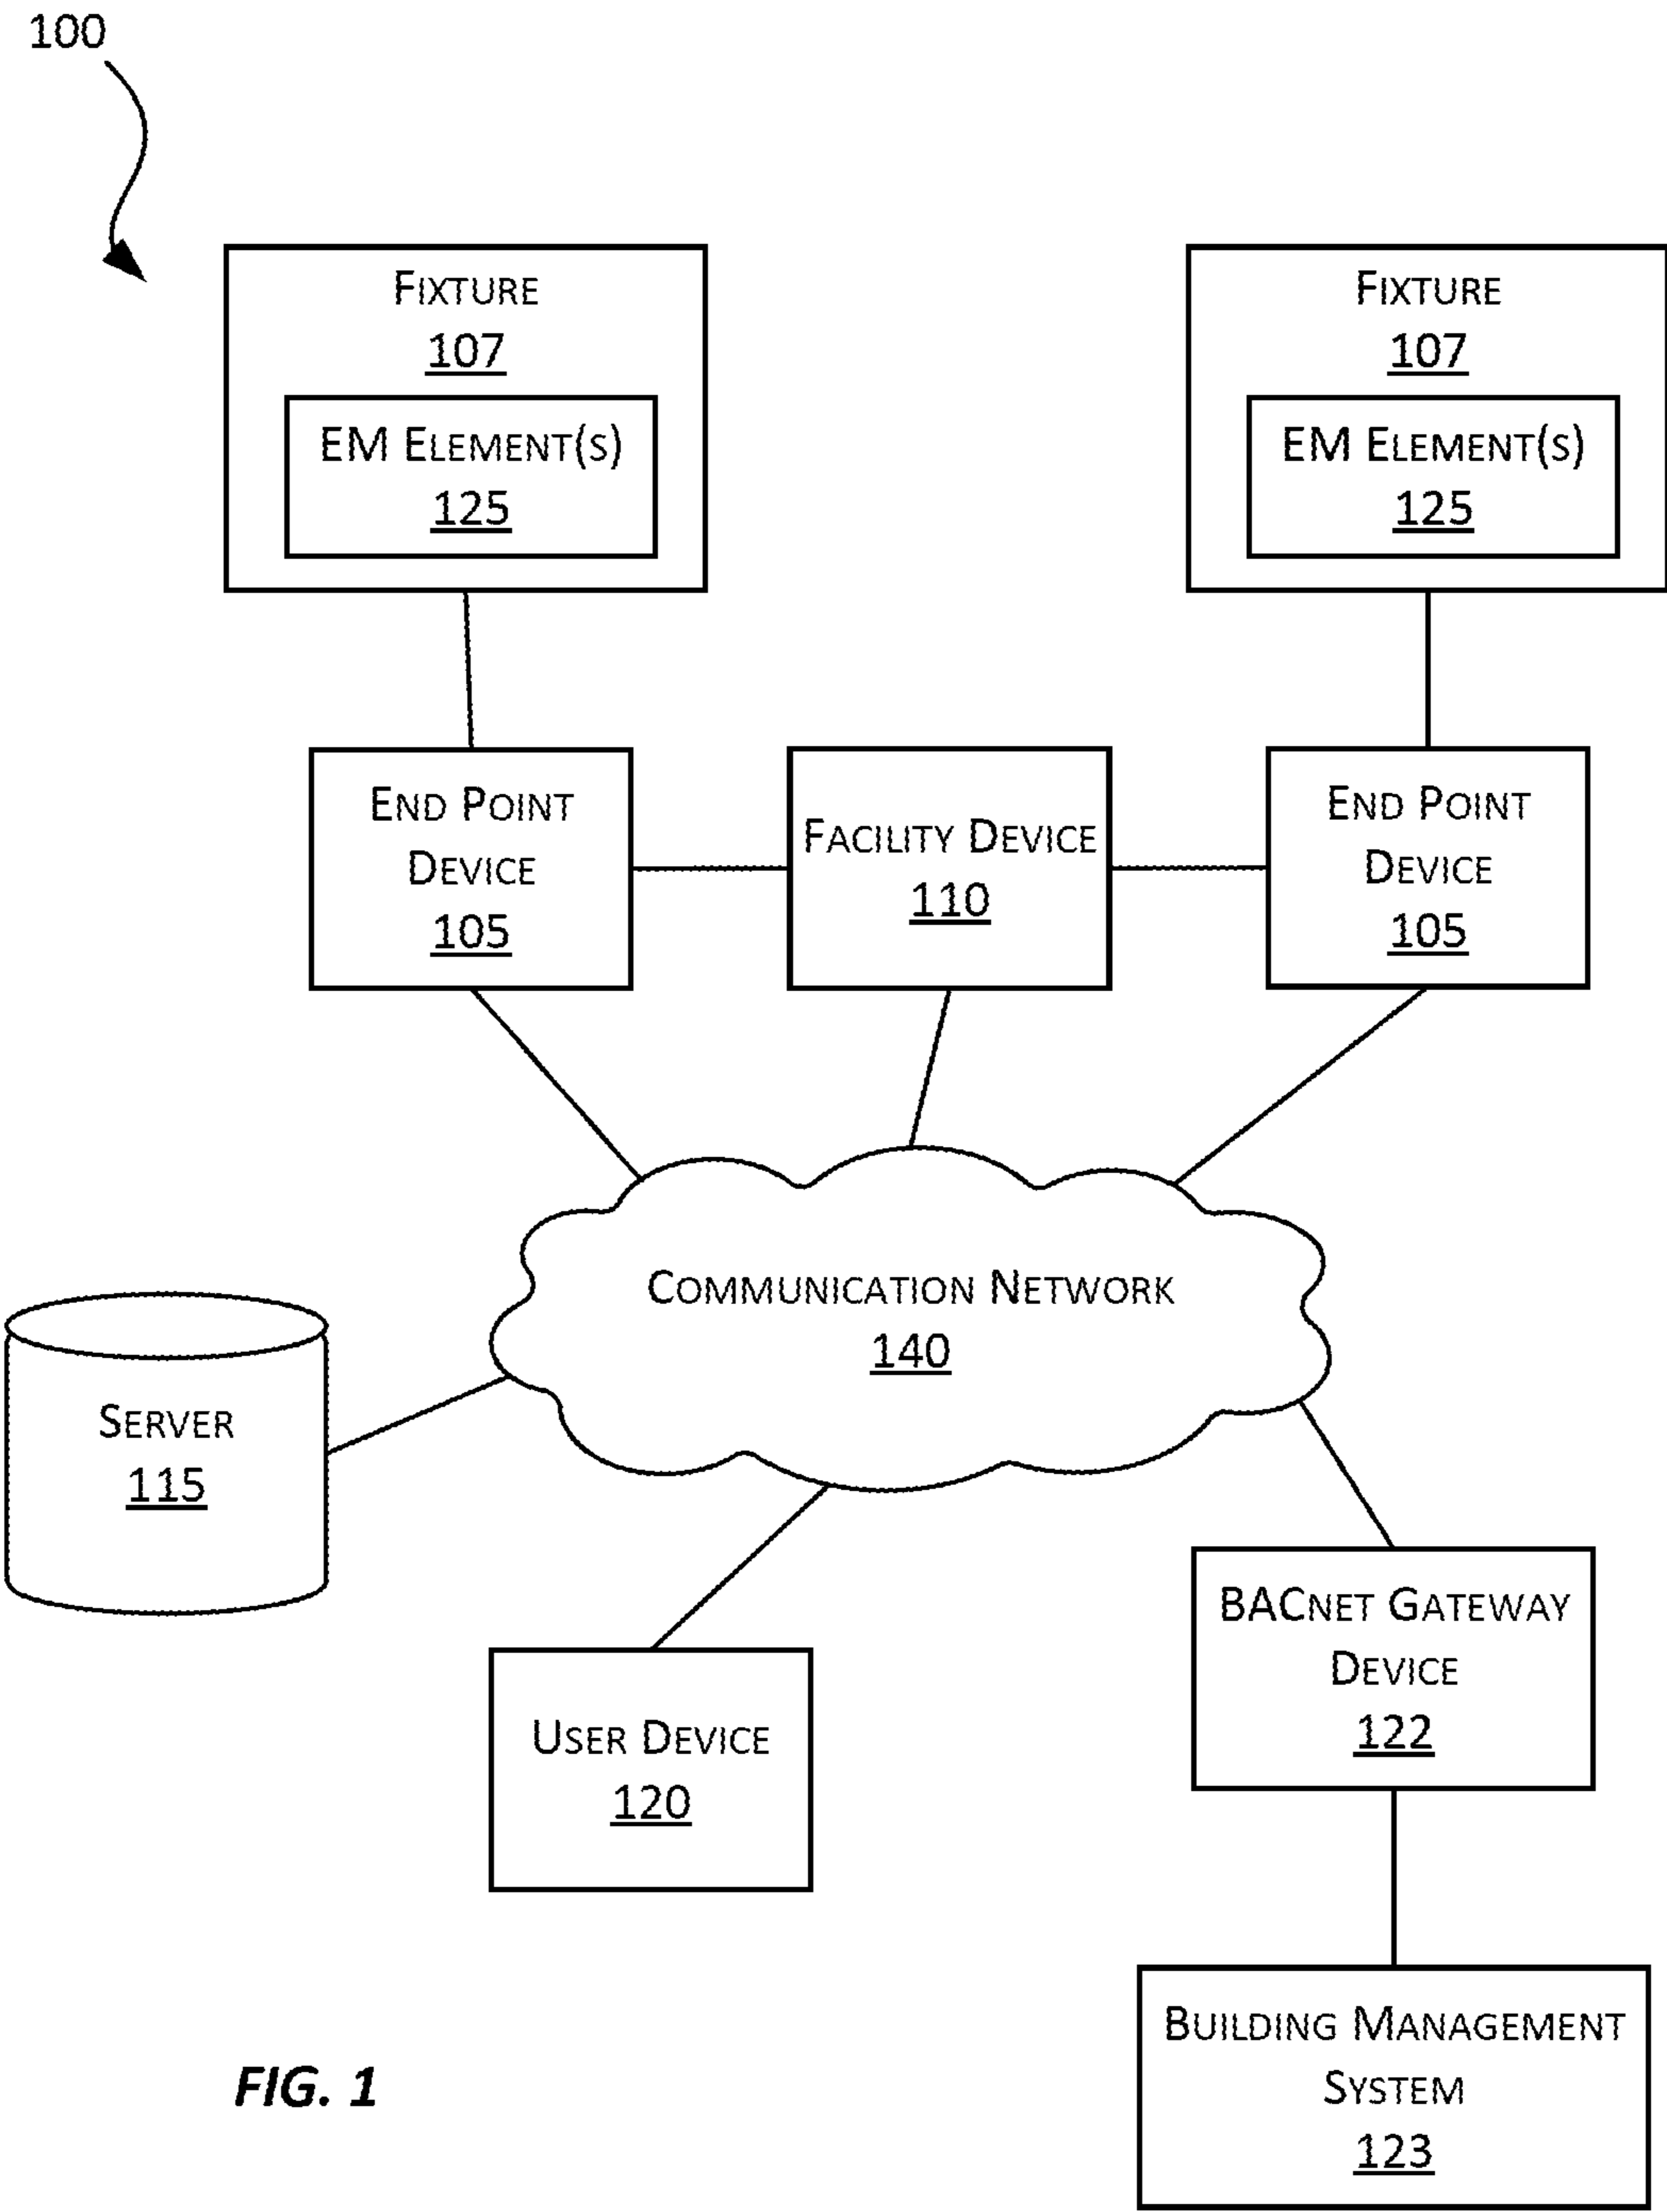 100
FIXTURE
107
EM ELEMENT(S)
125
FIXTURE
107
EM ELEMENT(S)
125
END POINT
DEVICE
105
FACILITY DEVICE
110
END POINT
DEVICE
105
COMMUNICATION NETWORK
140
SERVER
115
USER DEVICE
120
BACNET GATEWAY
DEVICE
122
BUILDING MANAGEMENT
SYSTEM
123
FIG. 1